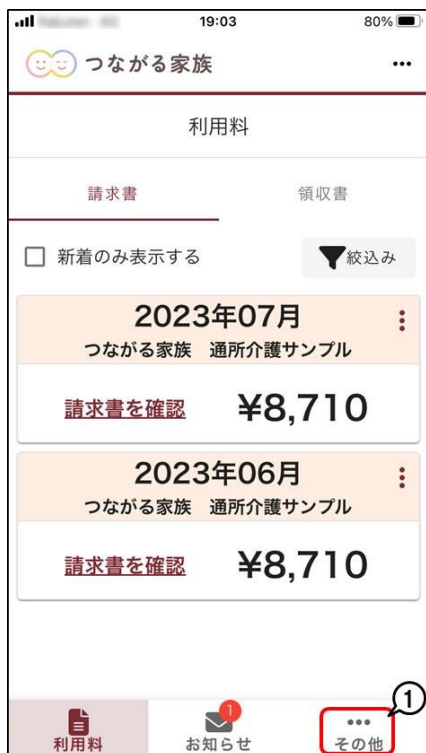 19:03
80%
つながる家族
利用料
請求書
領収書
新着のみ表示する
絞込み
2023年07月
つながる家族 通所介護サンプル
請求書を確認
¥8,710
2023年06月
つながる家族 通所介護サンプル
請求書を確認
¥8,710
1
①
利用料
お知らせ
その他